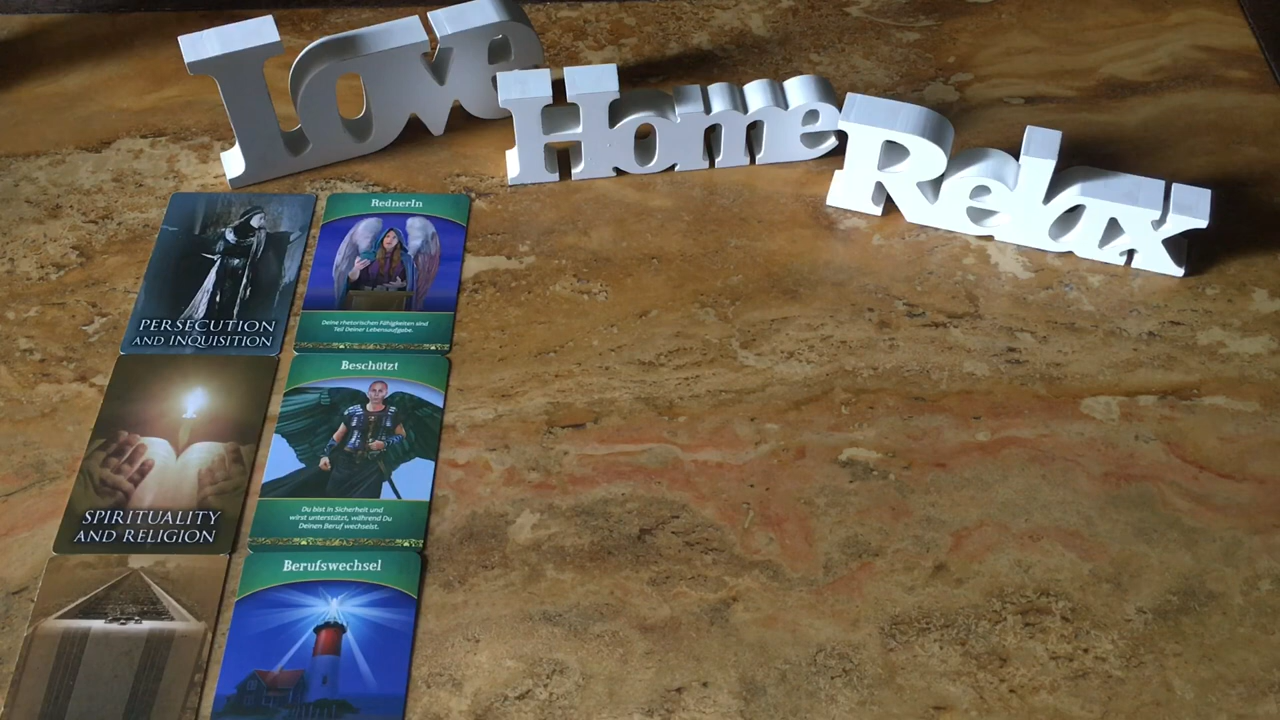 Love
Home
Relax
PERSECUTION
AND INQUISITION
RednerIn
Deine rhetorischen Fähigkeiten sind
Teil Deiner Lebensaufgabe.
SPIRITUALITY
AND RELIGION
Beschützt
Du bist in Sicherheit und
wirst unterstützt, während Du
Deinen Beruf wechselst.
Berufswechsel